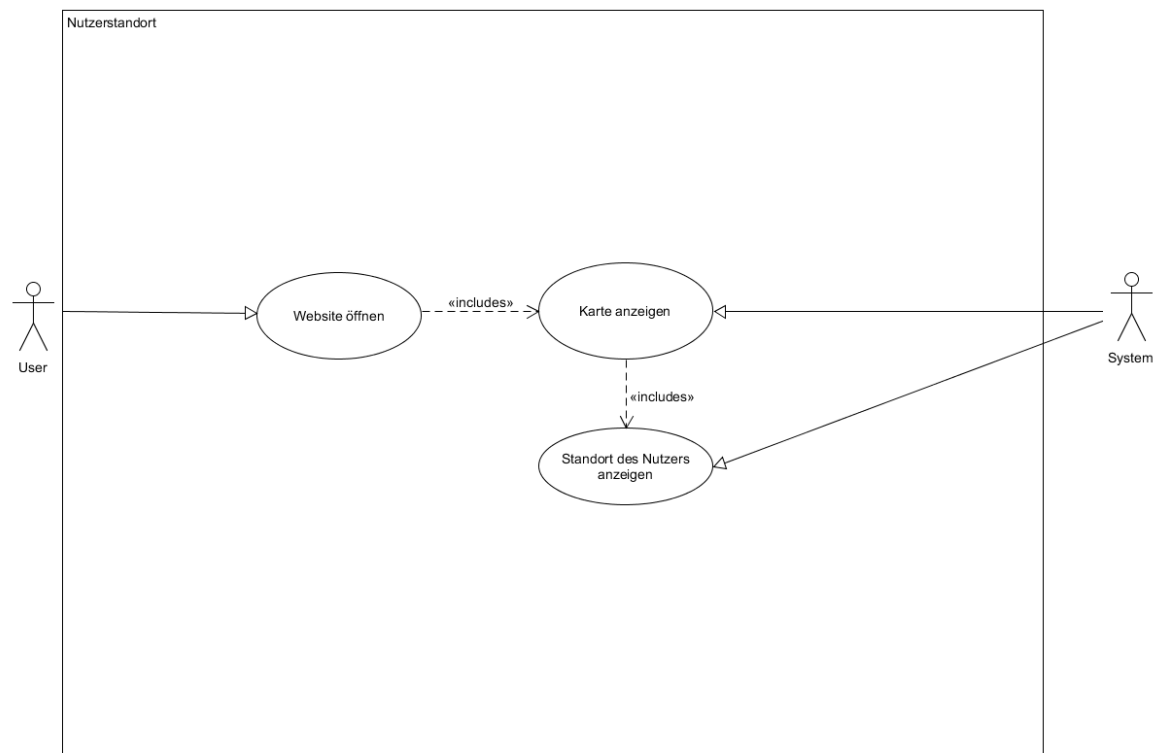 Nutzerstandort
User
Website öffnen
«includes»
Karte anzeigen
«includes»
Standort des Nutzers
anzeigen
System